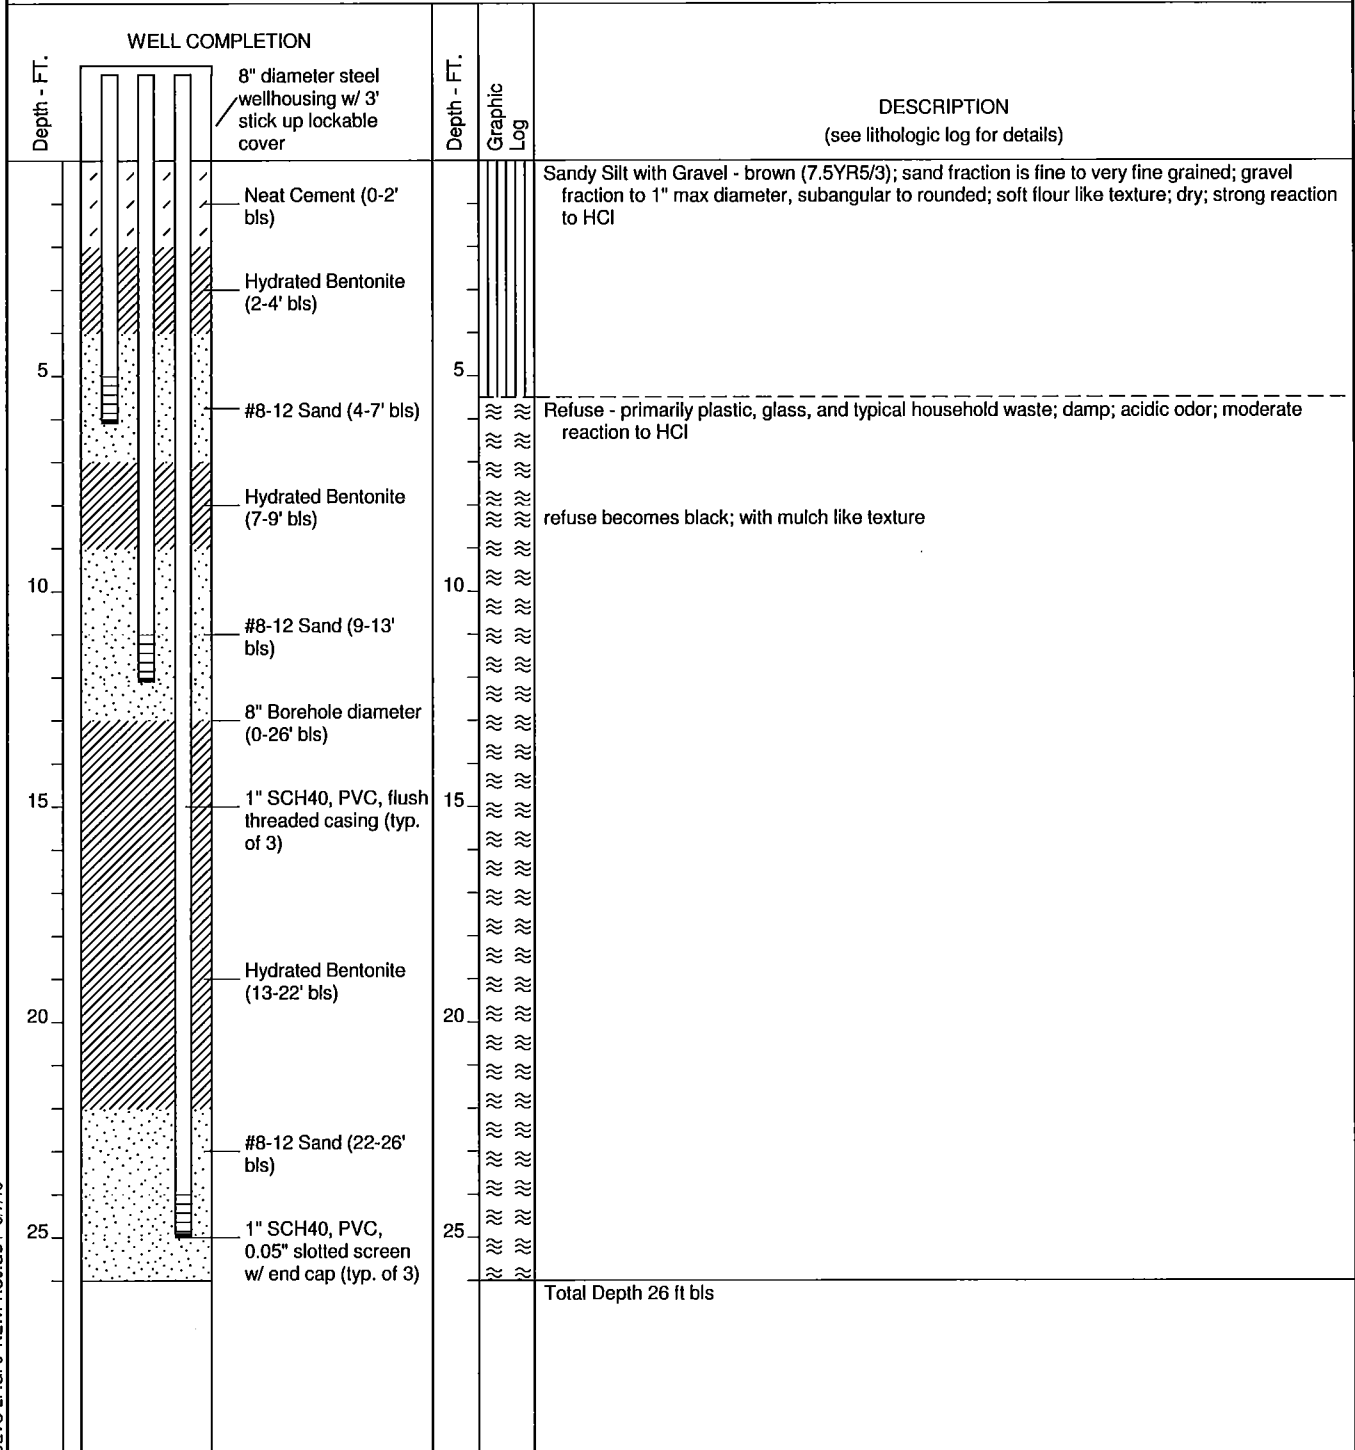 WELL COMPLETION
Depth - FT.
8" diameter steel
wellhousing w/ 3'
stick up lockable
cover
Depth - FT.
Graphic
Log
DESCRIPTION
(see lithologic log for details)
Neat Cement (0-2'
bls)
Hydrated Bentonite
(2-4' bls)
5
#8-12 Sand (4-7' bls)
Hydrated Bentonite
(7-9' bls)
10
#8-12 Sand (9-13'
bls)
8" Borehole diameter
(0-26' bls)
15
1" SCH40, PVC, flush
threaded casing (typ.
of 3)
Hydrated Bentonite
(13-22' bls)
20
#8-12 Sand (22-26'
bls)
25
1" SCH40, PVC,
0.05" slotted screen
w/ end cap (typ. of 3)
5
10
15
20
25
Sandy Silt with Gravel - brown (7.5YR5/3); sand fraction is fine to very fine grained; gravel
fraction to 1" max diameter, subangular to rounded; soft flour like texture; dry; strong reaction
to HCl
Refuse - primarily plastic, glass, and typical household waste; damp; acidic odor; moderate
reaction to HCl
refuse becomes black; with mulch like texture
Total Depth 26 ft bls